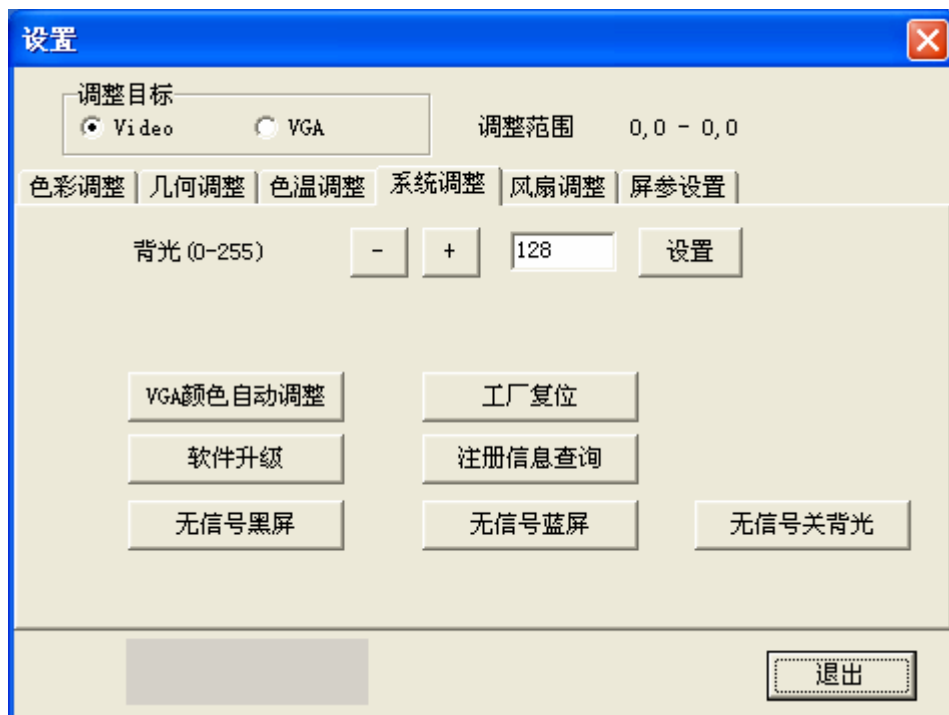 设置
调整目标
Video VGA 调整范围 0,0 - 0,0
色彩调整 几何调整 色温调整 系统调整 风扇调整 屏参设置
背光(0-255) - + 128 设置
VGA颜色自动调整 工厂复位
软件升级 注册信息查询
无信号黑屏 无信号蓝屏 无信号关背光
退出